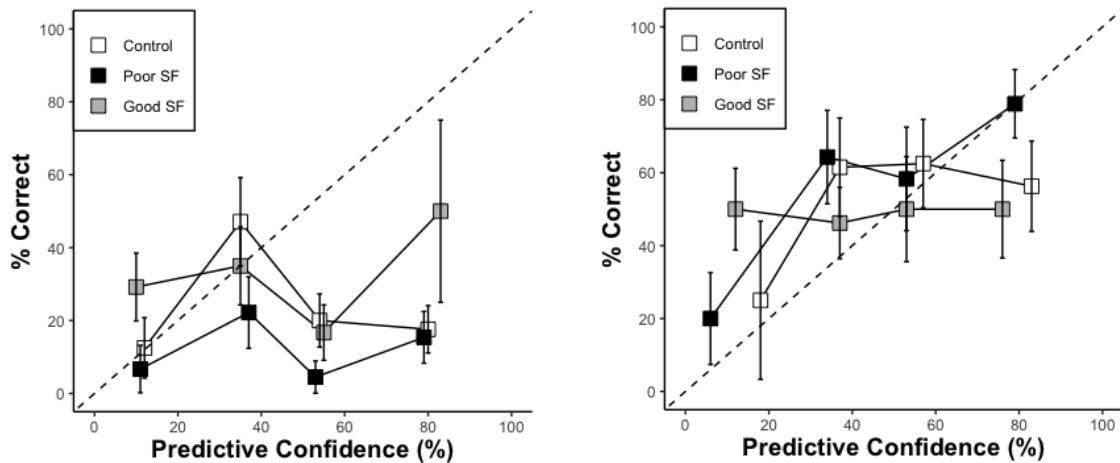 100
80
60
40
20
0
% Correct
Control
Poor SF
Good SF
0 20 40 60 80 100
Predictive Confidence (%)
100
80
60
40
20
0
% Correct
Control
Poor SF
Good SF
0 20 40 60 80 100
Predictive Confidence (%)